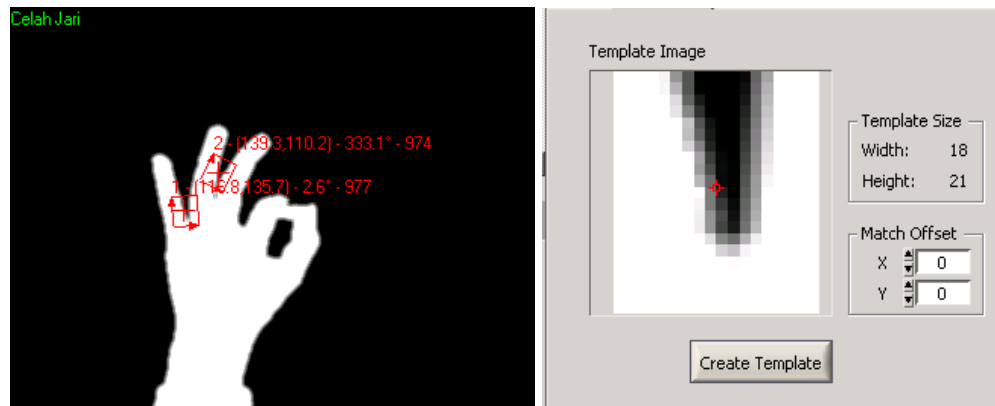 Celah Jari
2 - (139.3,110.2) - 333.1° - 974
1 - (116.8,135.7) - 2.6° - 977
Template Image
Template Size
Width: 18
Height: 21
Match Offset
X 0
Y 0
Create Template